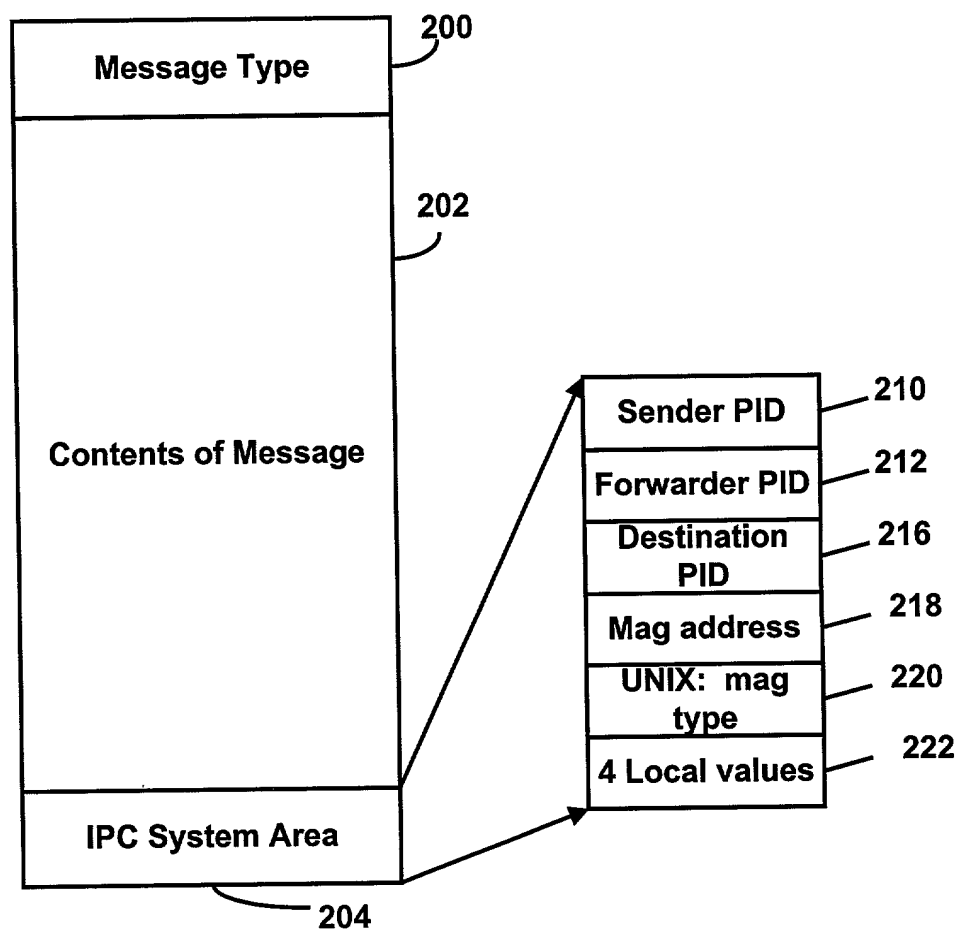 200
Message Type
202
Contents of Message
Sender PID
210
Forwarder PID
212
Destination
PID
216
Mag address
218
UNIX: mag
type
220
4 Local values
222
IPC System Area
204